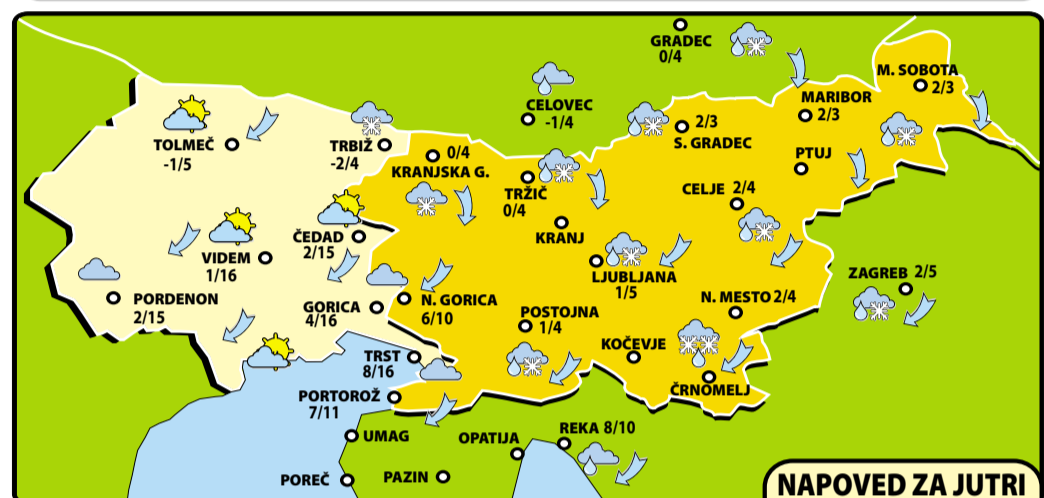 GRADEC
0/4
M. SOBOTA
2/3
CELOVEC
-1/4
MARIBOR
2/3
2/3
S. GRADEC
TOLMEČ
-1/5
TRBIŽ
-2/4
0/4
KRANJSKA G.
PTUJ
TRŽIČ
0/4
CELJE 2/4
KRANJ
ČEDAD
2/15
VIDEM
1/16
LJUBLJANA
1/5
ZAGREB 2/5
PORDENON
2/15
GORICA
4/16
N. GORICA
6/10
N. MESTO 2/4
POSTOJNA
1/4
KOČEVJE
TRST
8/16
ČRNOMELJ
PORTOROŽ
7/11
UMAG
OPATIJA
REKA 8/10
POREČ
PAZIN
NAPOVED ZA JUTRI